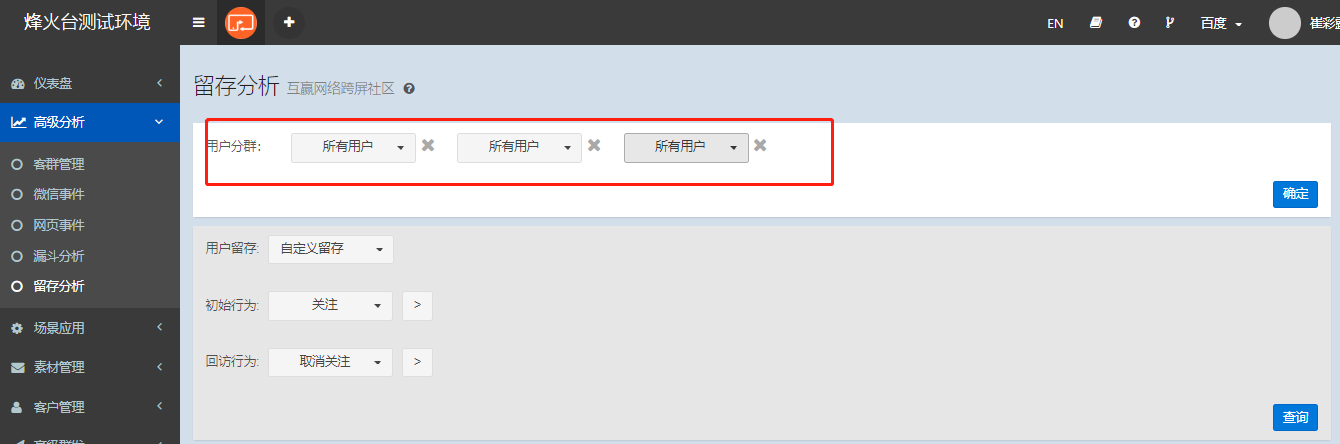 烽火台测试环境
EN
百度
崔彩
仪表盘
高级分析
客群管理
微信事件
网页事件
漏斗分析
留存分析
场景应用
素材管理
客户管理
高级群发
留存分析 互赢网络跨屏社区
用户分群: 所有用户 所有用户 所有用户
确定
用户留存: 自定义留存
初始行为: 关注 >
回访行为: 取消关注 >
查询